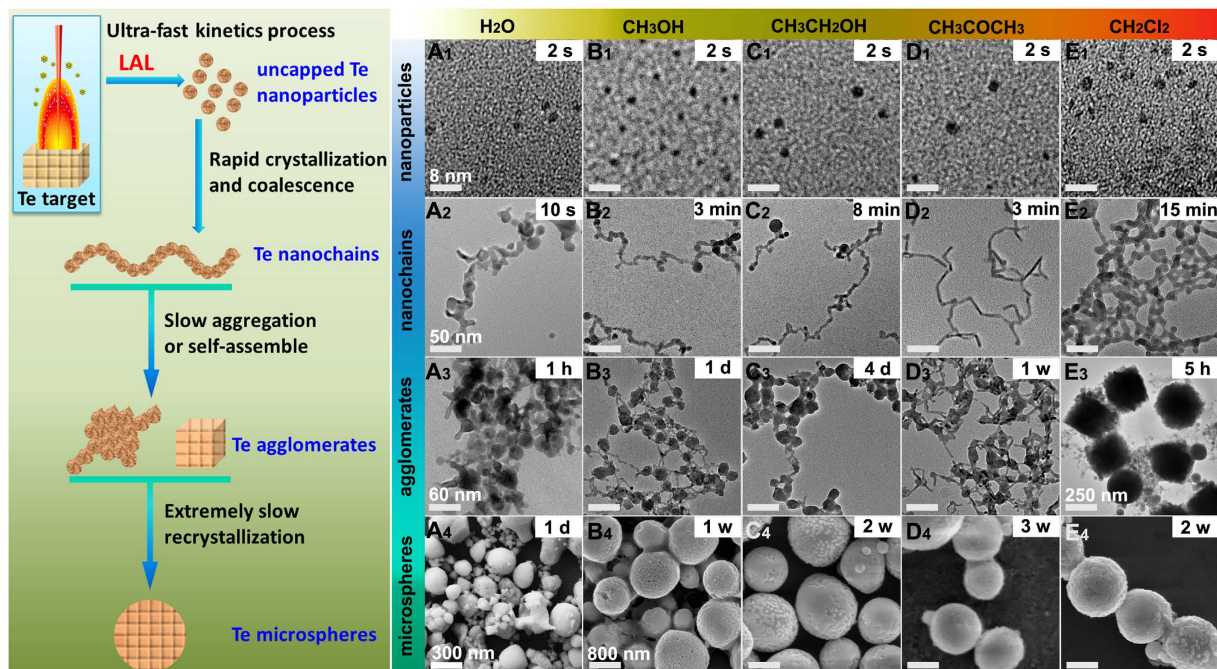 Ultra-fast kinetics process
LAL
uncapped Te
nanoparticles
Te target
Rapid crystallization
and coalescence
Te nanochains
Slow aggregation
or self-assemble
Te agglomerates
Extremely slow
recrystallization
Te microspheres
H2O CH3OH CH3CH2OH CH3COCH3 CH2Cl2
nanoparticles
A1 2 s B1 2 s C1 2 s D1 2 s E1 2 s
8 nm
nanochains
A2 10 s B2 3 min C2 8 min D2 3 min E2 15 min
50 nm
agglomerates
A3 1 h B3 1 d C3 4 d D3 1 w E3 5 h
60 nm 250 nm
microspheres
A4 1 d B4 1 w C4 2 w D4 3 w E4 2 w
300 nm 800 nm